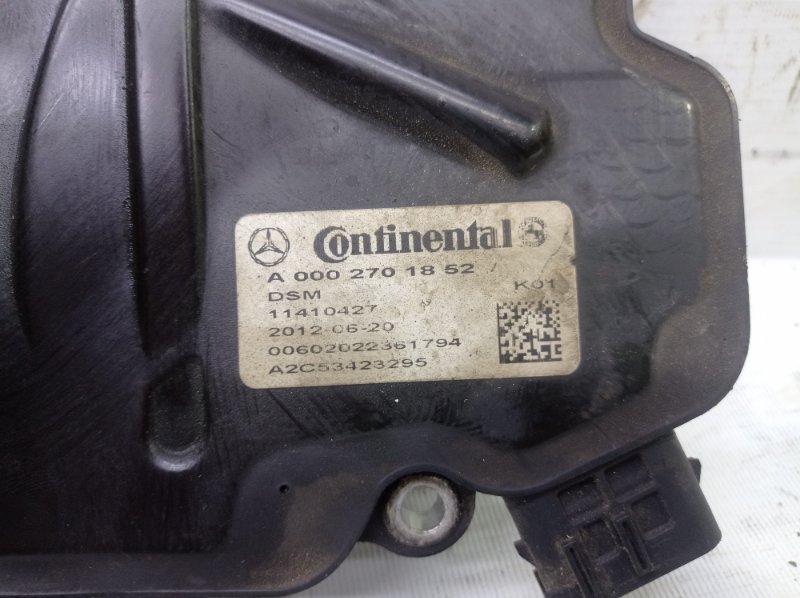 Continental
A 000 270 18 52
DSM K01
11410427
2012-06-20
00602022361794
A2C53423295